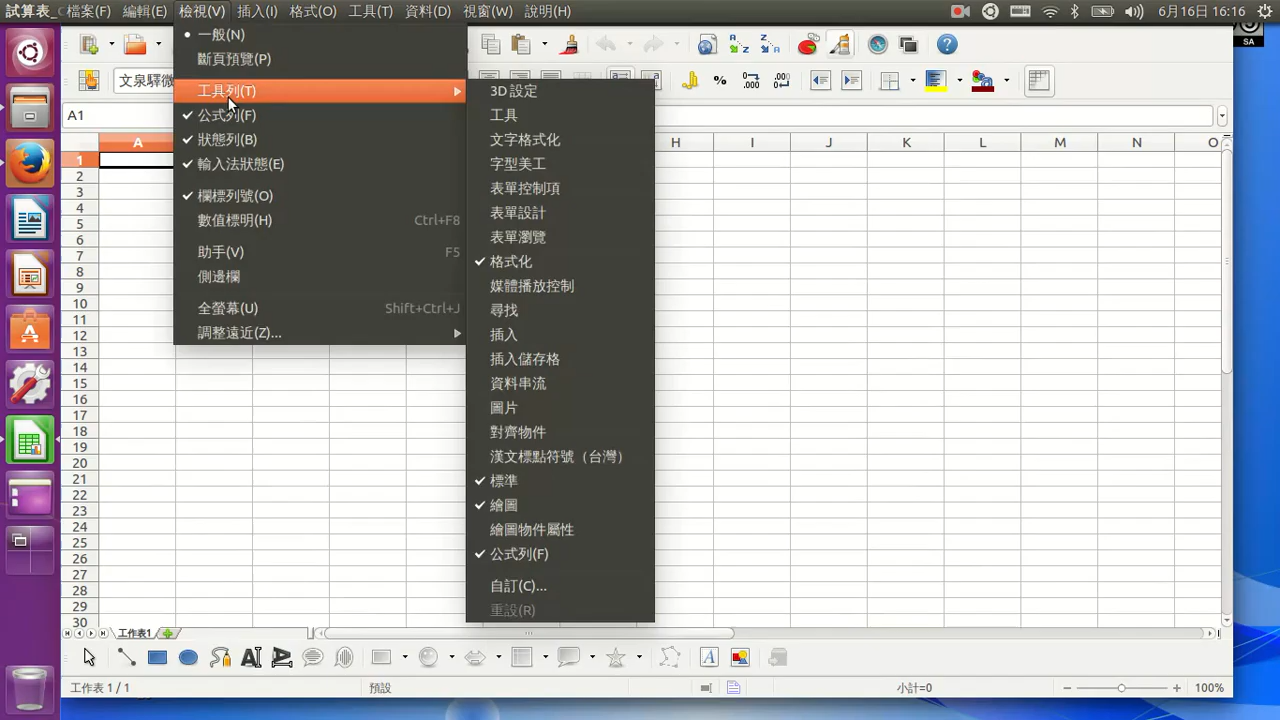 試算表_ 檔案(F) 編輯(E) 檢視(V) 插入(I) 格式(O) 工具(T) 資料(D) 視窗(W) 說明(H) 6月16日 16:16
SA
文泉驛微
A1
一般(N)
斷頁預覽(P)
工具列(T)
公式列(F)
狀態列(B)
輸入法狀態(E)
欄標列號(O)
數值標明(H) Ctrl+F8
助手(V) F5
側邊欄
全螢幕(U) Shift+Ctrl+J
調整遠近(Z)...
3D 設定
工具
文字格式化
字型美工
表單控制項
表單設計
表單瀏覽
格式化
媒體播放控制
尋找
插入
插入儲存格
資料串流
圖片
對齊物件
漢文標點符號（台灣）
標準
繪圖
繪圖物件屬性
公式列(F)
自訂(C)...
重設(R)
A H I J K L M N O
1
2
3
4
5
6
7
8
9
10
11
12
13
14
15
16
17
18
19
20
21
22
23
24
25
26
27
28
29
30
工作表1
工作表 1 / 1 預設 小計=0 100%